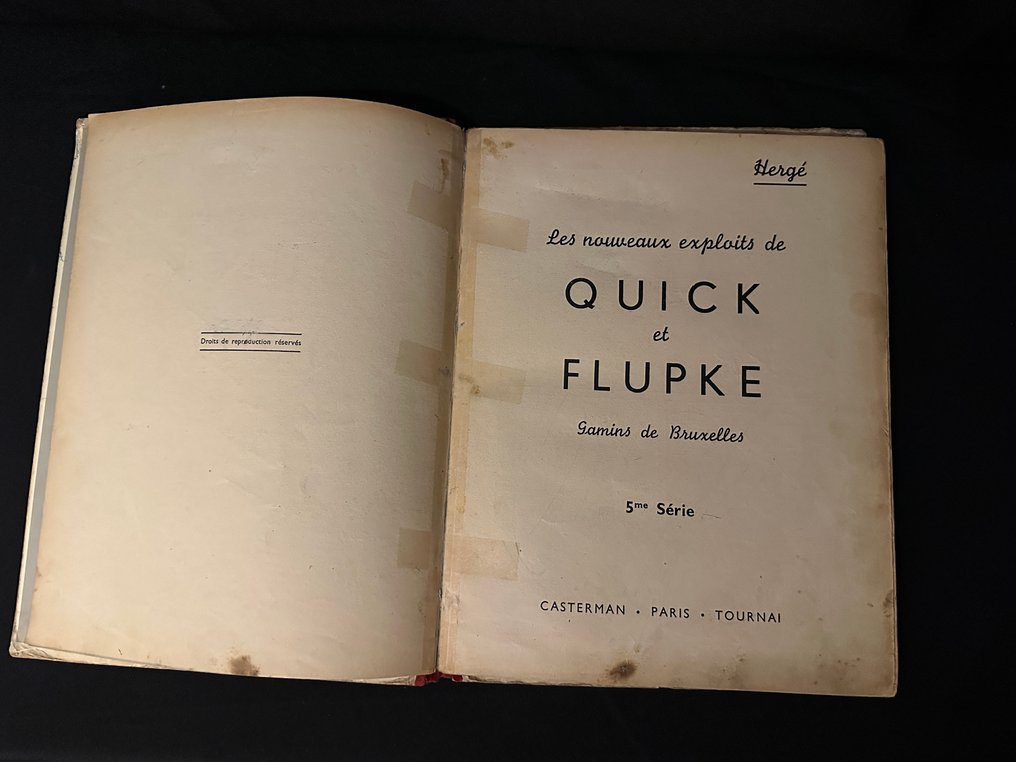 Droits de reproduction réservés
Hergé
Les nouveaux exploits de
QUICK
et
FLUPKE
Gamins de Bruxelles
5me Série
CASTERMAN • PARIS • TOURNAI